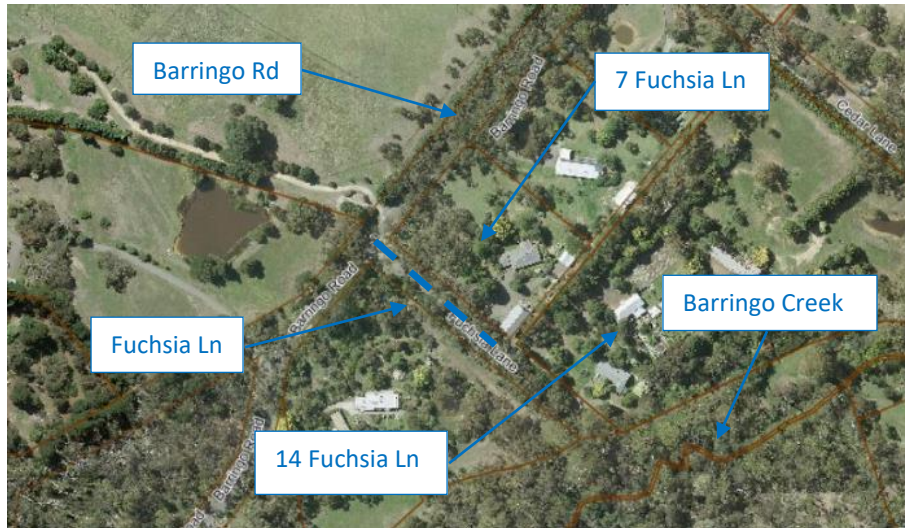 Barringo Rd
7 Fuchsia Ln
Barringo Road
Cedar Lane
Barringo Road
Fuchsia Lane
Barringo Creek
Fuchsia Ln
14 Fuchsia Ln
Barringo Road